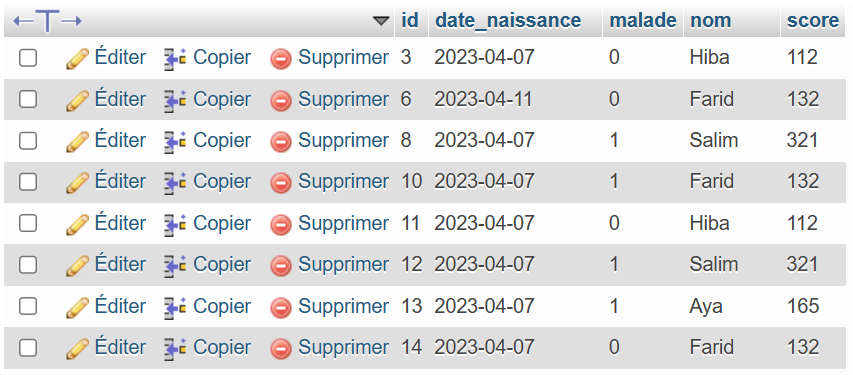 id date_naissance malade nom score
Éditer Copier Supprimer 3 2023-04-07 0 Hiba 112
Éditer Copier Supprimer 6 2023-04-11 0 Farid 132
Éditer Copier Supprimer 8 2023-04-07 1 Salim 321
Éditer Copier Supprimer 10 2023-04-07 1 Farid 132
Éditer Copier Supprimer 11 2023-04-07 0 Hiba 112
Éditer Copier Supprimer 12 2023-04-07 1 Salim 321
Éditer Copier Supprimer 13 2023-04-07 1 Aya 165
Éditer Copier Supprimer 14 2023-04-07 0 Farid 132